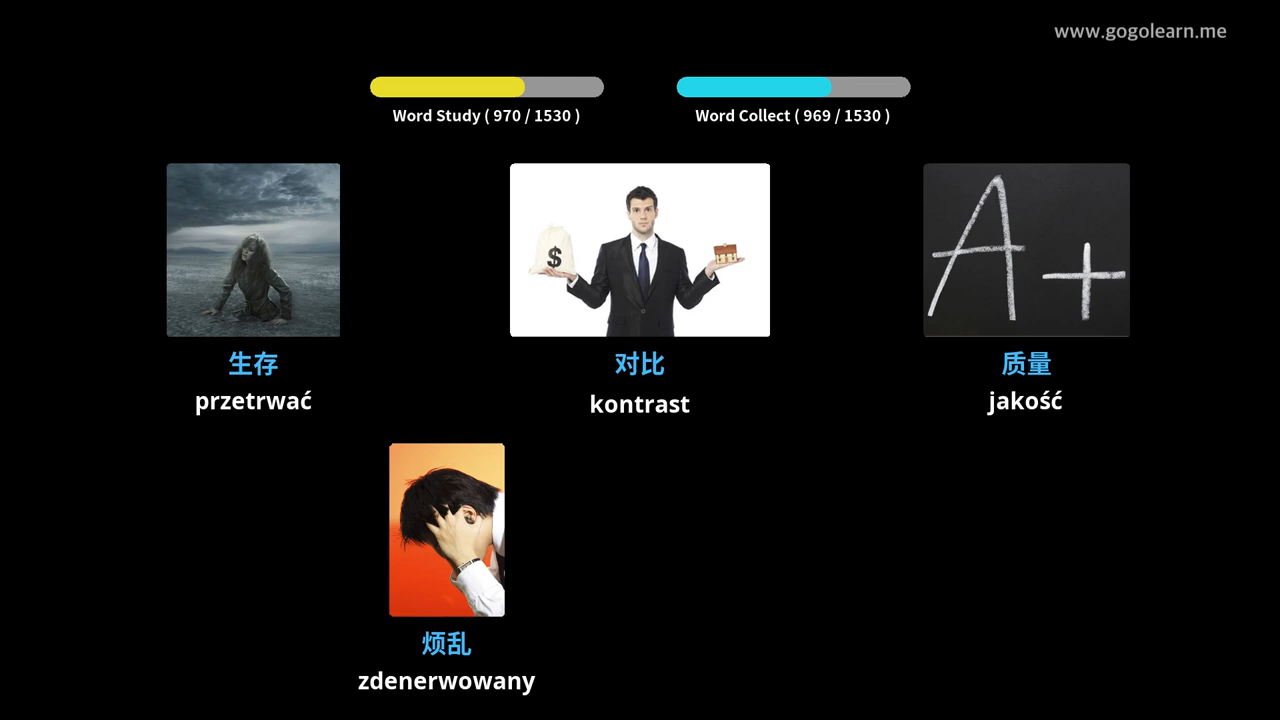 www.gogolearn.me
Word Study ( 970 / 1530 )
Word Collect ( 969 / 1530 )
$
A+
生存
przetrwać
对比
kontrast
质量
jakość
烦乱
zdenerwowany